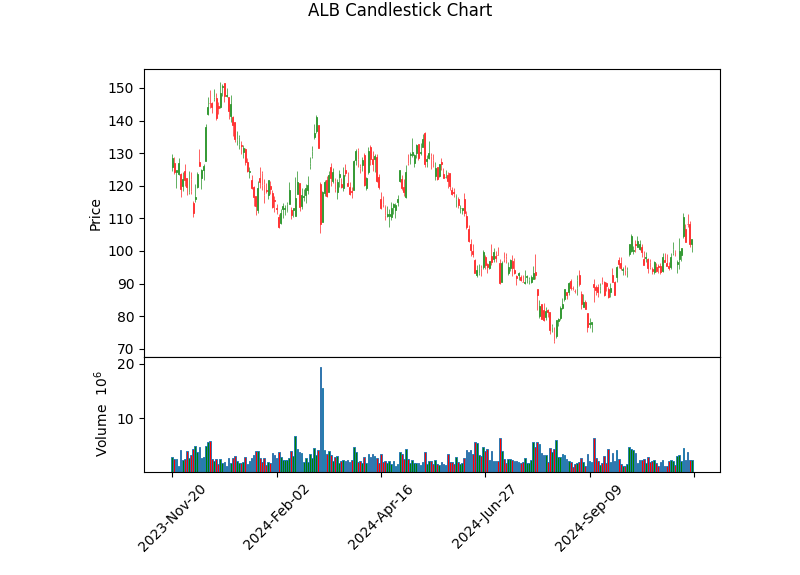 ALB Candlestick Chart
150
140
130
120
110
100
90
80
70
Price
20
10
Volume 10^6
2023-Nov-20
2024-Feb-02
2024-Apr-16
2024-Jun-27
2024-Sep-09